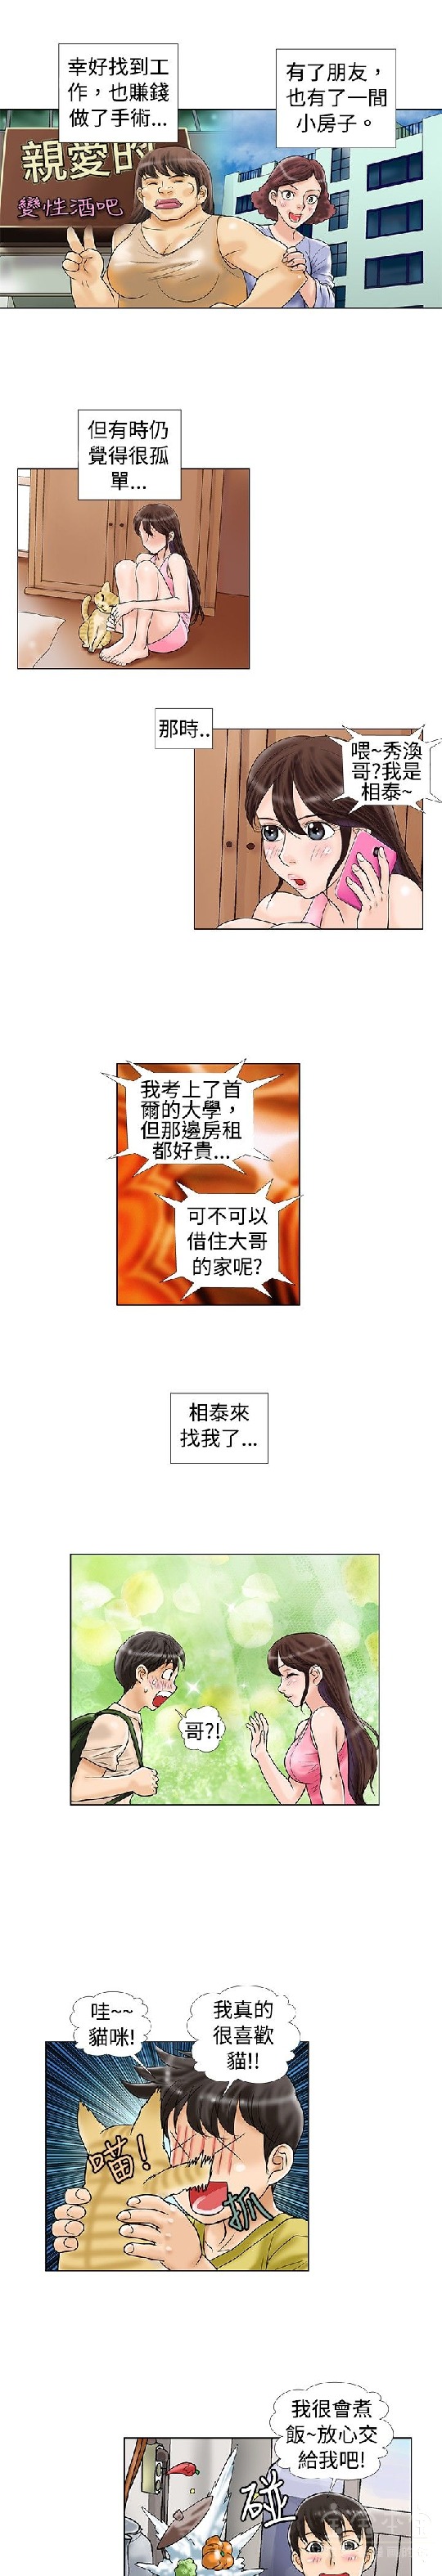 幸好找到工
作，也賺錢
做了手術...
有了朋友，
也有了一間
小房子。
親愛的
變性酒吧
但有時仍
覺得很孤
單...
那時..
喂~秀渙
哥?我是
相泰~
我考上了首
爾的大學，
但那邊房租
都好貴...
可不可以
借住大哥
的家呢?
相泰來
找我了...
哥?!
哇~~
貓咪!
我真的
很喜歡
貓!!
喵!
抓
我很會煮
飯~放心交
給我吧!
碰